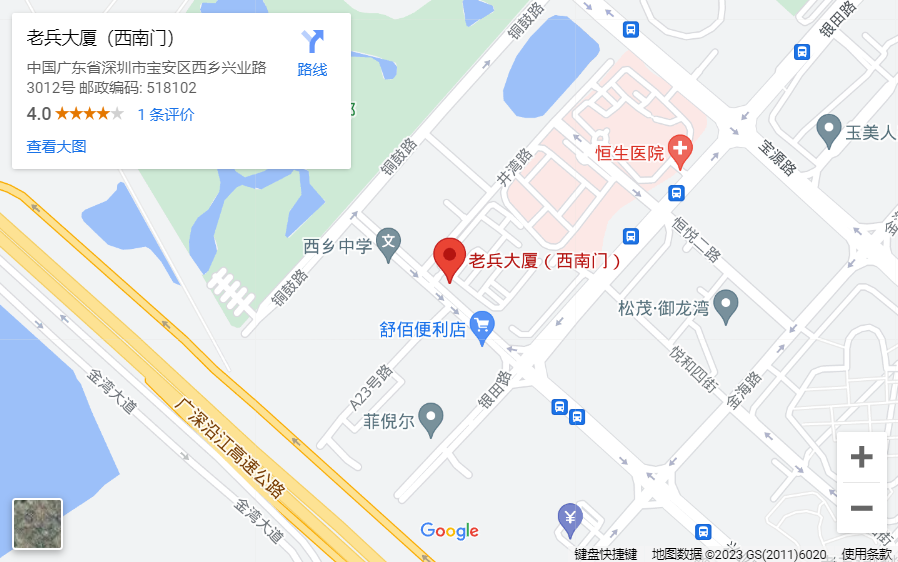 老兵大厦（西南门）
中国广东省深圳市宝安区西乡兴业路
3012号 邮政编码: 518102
4.0
1 条评价
查看大图
路线
铜鼓路
银田路
铜鼓路
井湾路
恒生医院
宝源路
玉美人
恒悦二路
西乡中学
文
老兵大厦（西南门）
铜鼓路
松茂·御龙湾
舒佰便利店
悦和四街
金海路
A23号路
银田路
菲倪尔
金湾大道
广深沿江高速公路
金湾大道
¥
Google
键盘快捷键
地图数据 ©2023 GS(2011)6020
使用条款